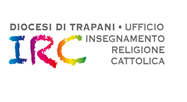 DIOCESI DI TRAPANI • UFFICIO
IRC INSEGNAMENTO
RELIGIONE
CATTOLICA